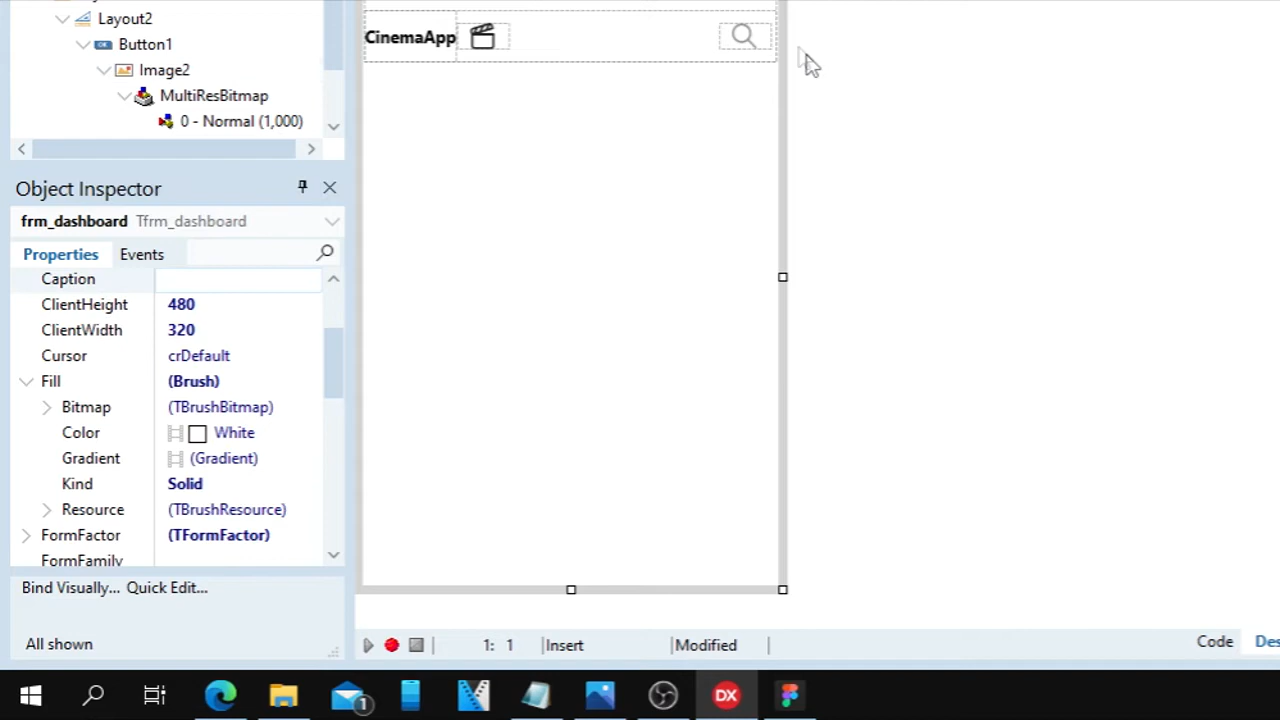 Layout2
Button1
Image2
MultiResBitmap
0 - Normal (1,000)
CinemaApp
Object Inspector
frm_dashboard Tfrm_dashboard
Properties Events
Caption
ClientHeight 480
ClientWidth 320
Cursor crDefault
Fill (Brush)
Bitmap (TBrushBitmap)
Color White
Gradient (Gradient)
Kind Solid
Resource (TBrushResource)
FormFactor (TFormFactor)
FormFamily
Bind Visually... Quick Edit...
All shown
1: 1 Insert Modified
Code Des
1
DX